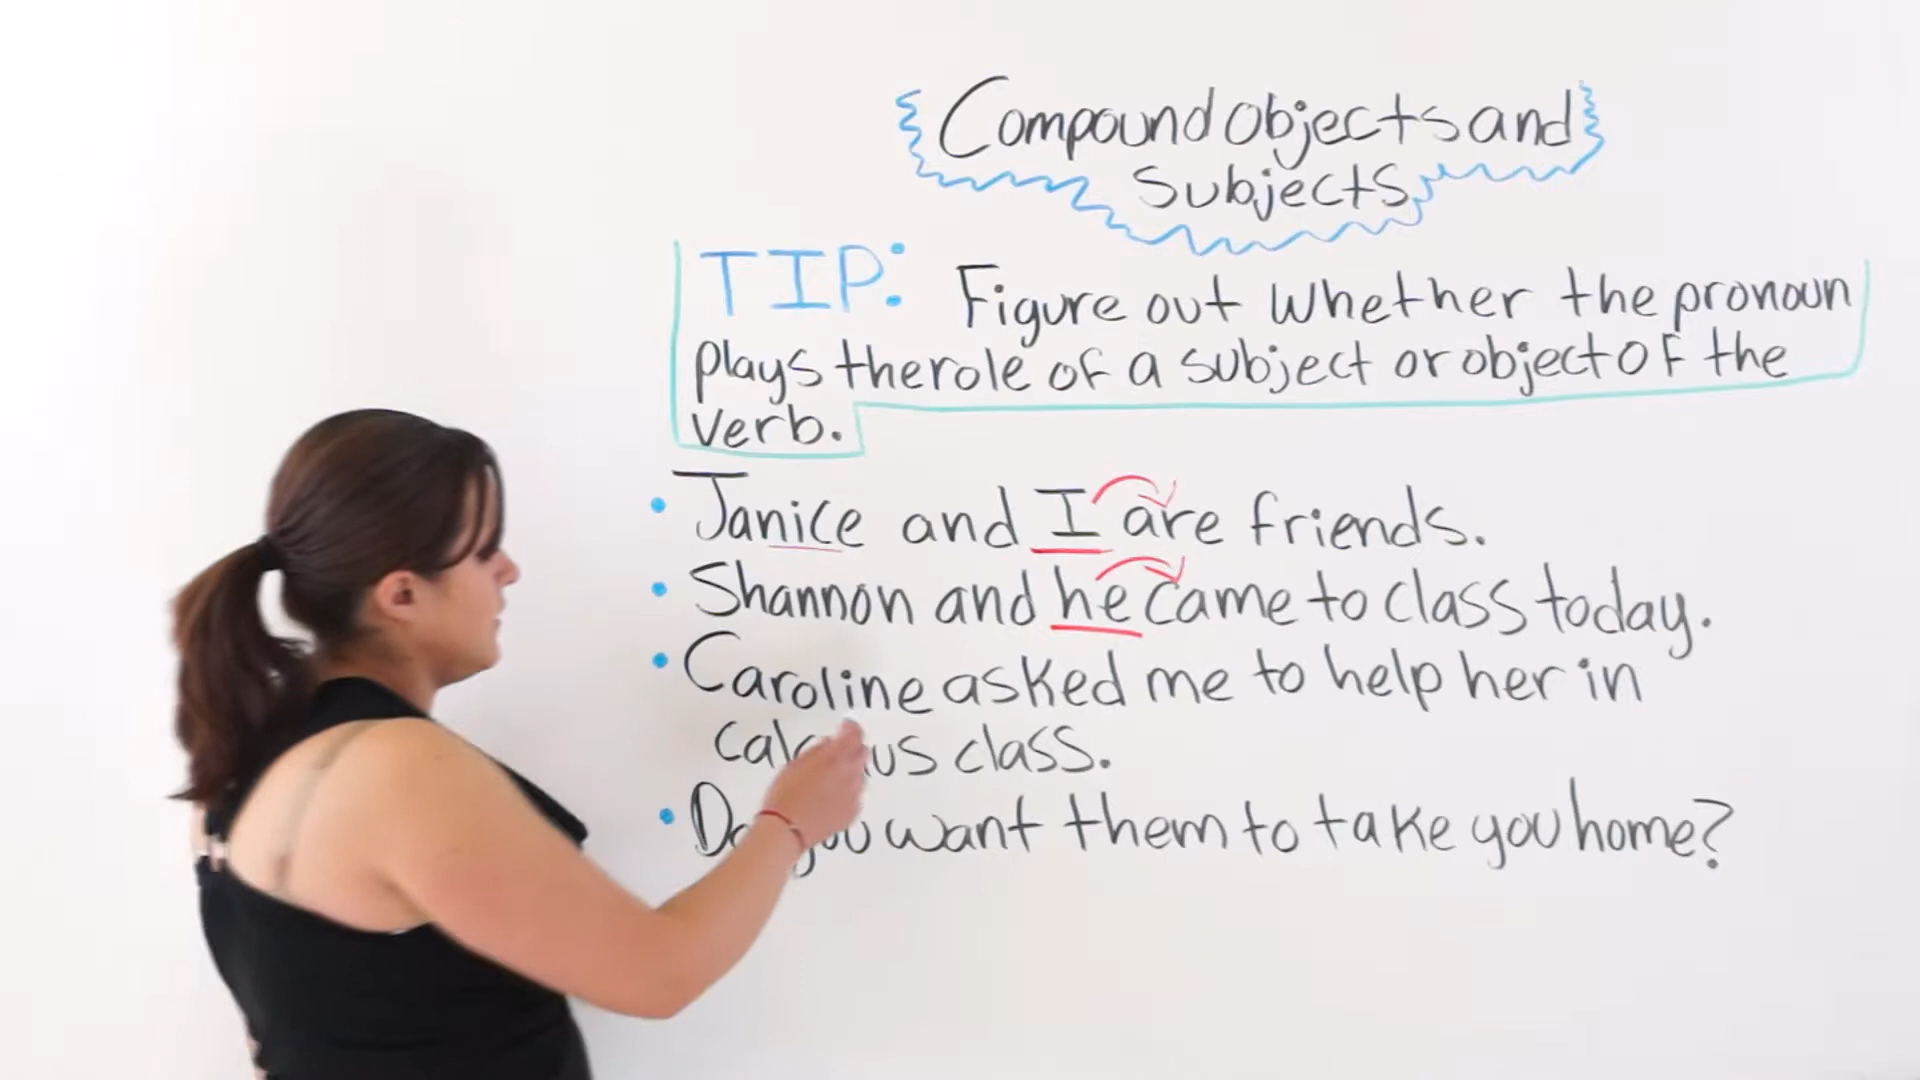 Compound Objects and
Subjects
TIP: Figure out whether the pronoun
plays the role of a subject or object of the
verb.
• Janice and I are friends.
• Shannon and he came to class today.
• Caroline asked me to help her in
class.
• want them to take you home?